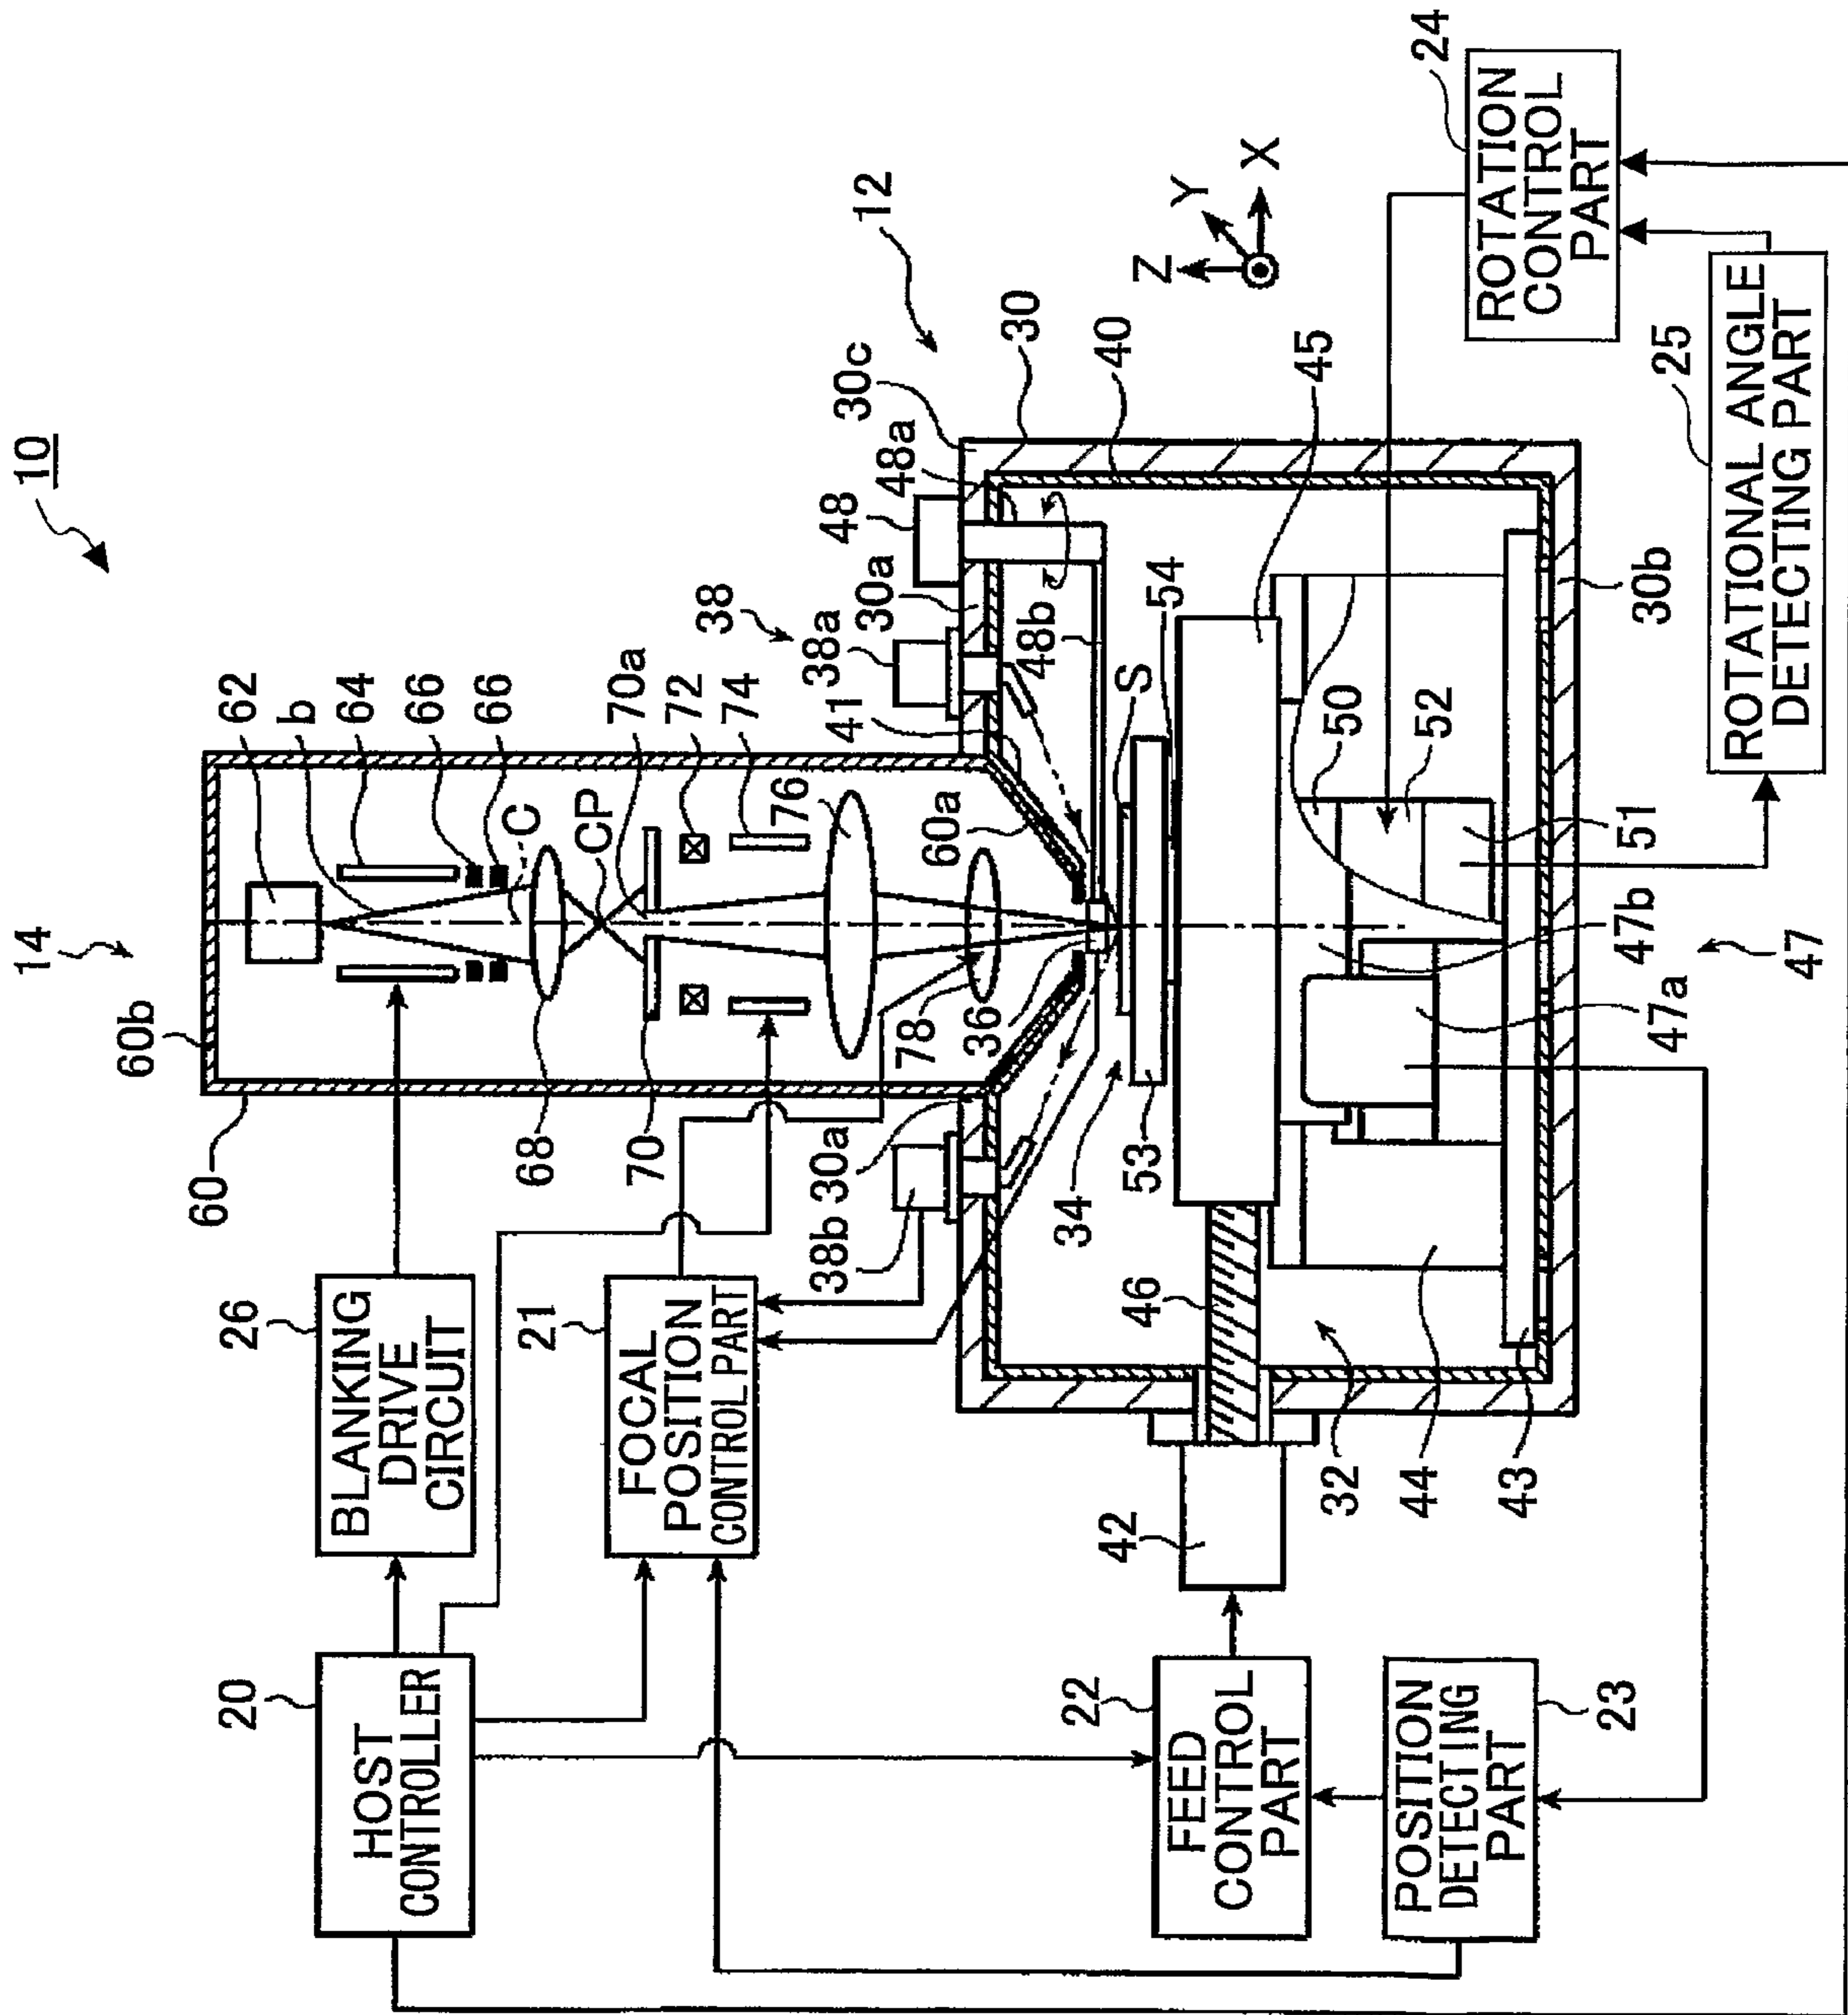 10
14
60b
60
62
b
64
66
66
C
68
CP
70a
70
72
74
76
60a
78
36
41
38
38a
30a
48
48a
30c
30
12
40
48b
30a
38b
34
S
53
54
45
46
32
44
43
42
50
52
51
47b
47a
47
30b
Z
Y
X
20
HOST
CONTROLLER
26
BLANKING
DRIVE
CIRCUIT
21
FOCAL
POSITION
CONTROL PART
22
FEED
CONTROL
PART
23
POSITION
DETECTING
PART
24
ROTATION
CONTROL
PART
25
ROTATIONAL ANGLE
DETECTING PART